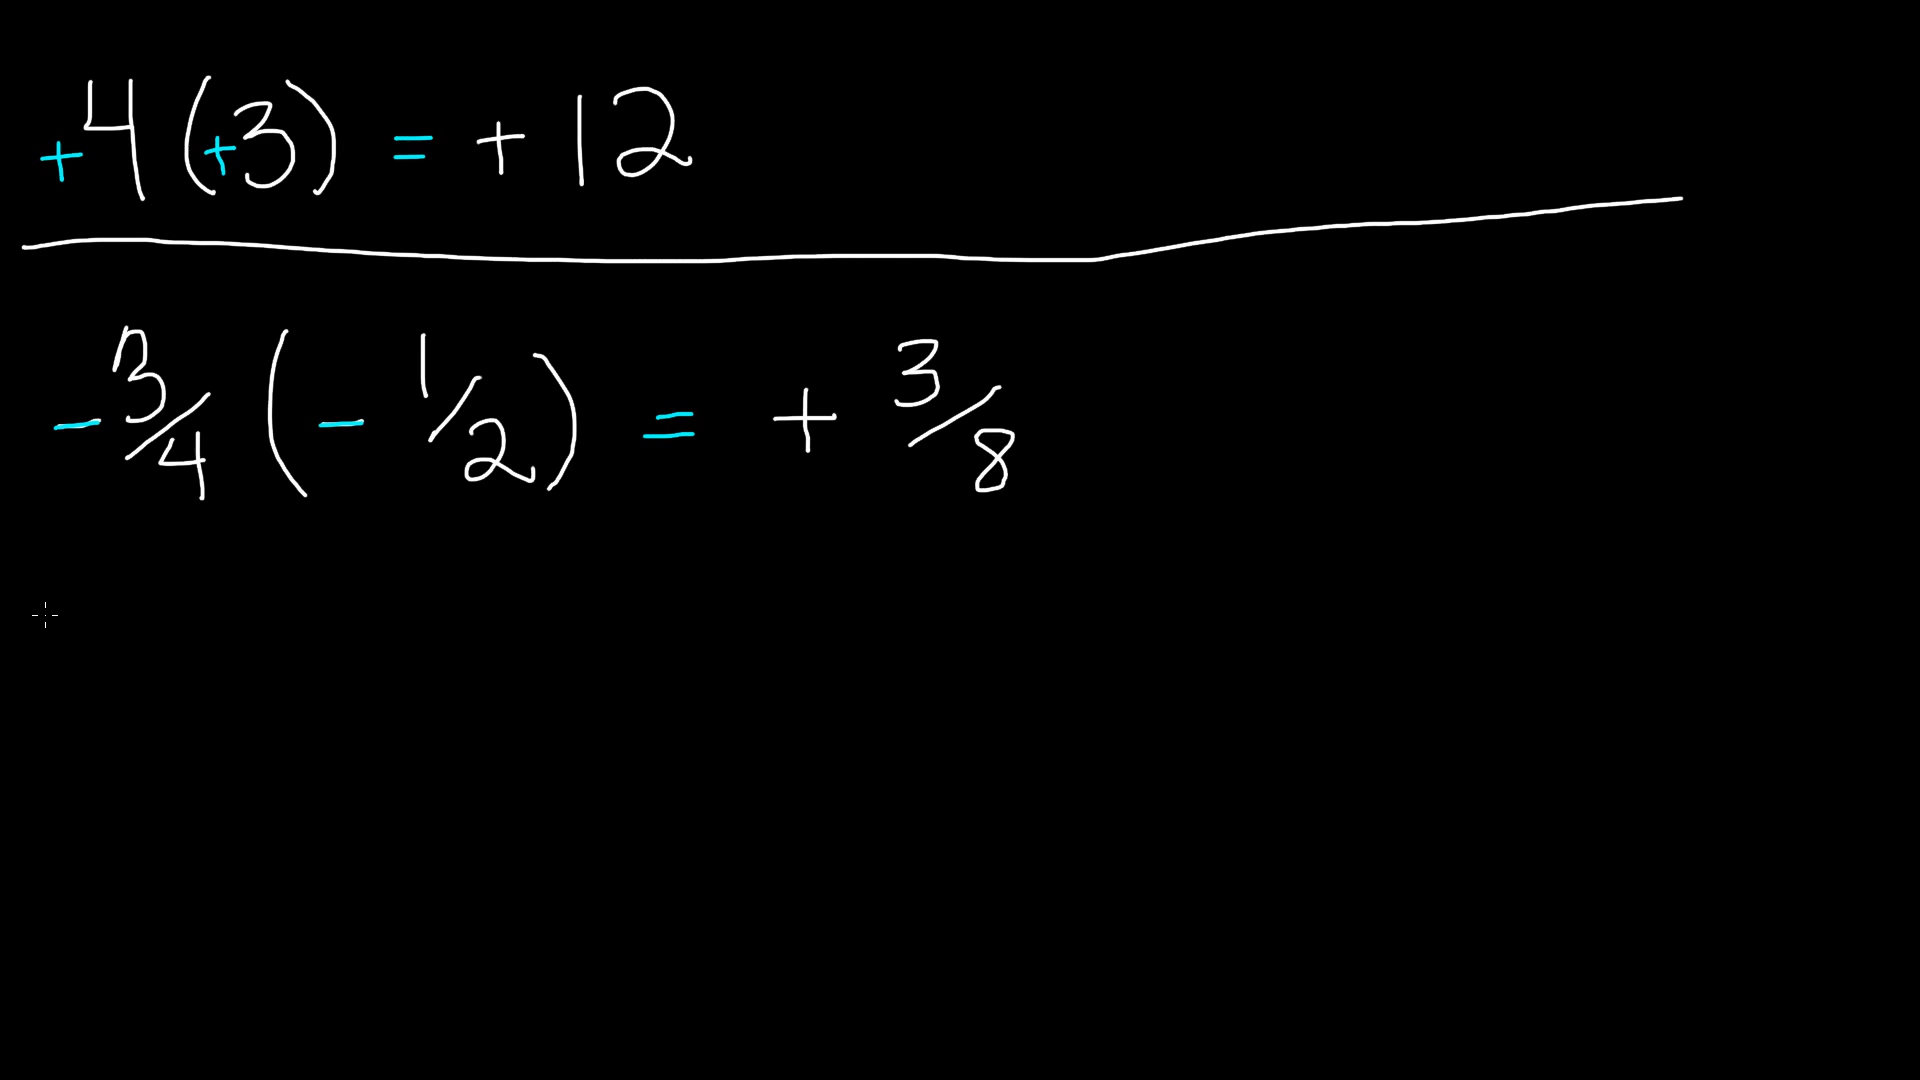 +4(+3) = +12
-3/4(-1/2) = +3/8